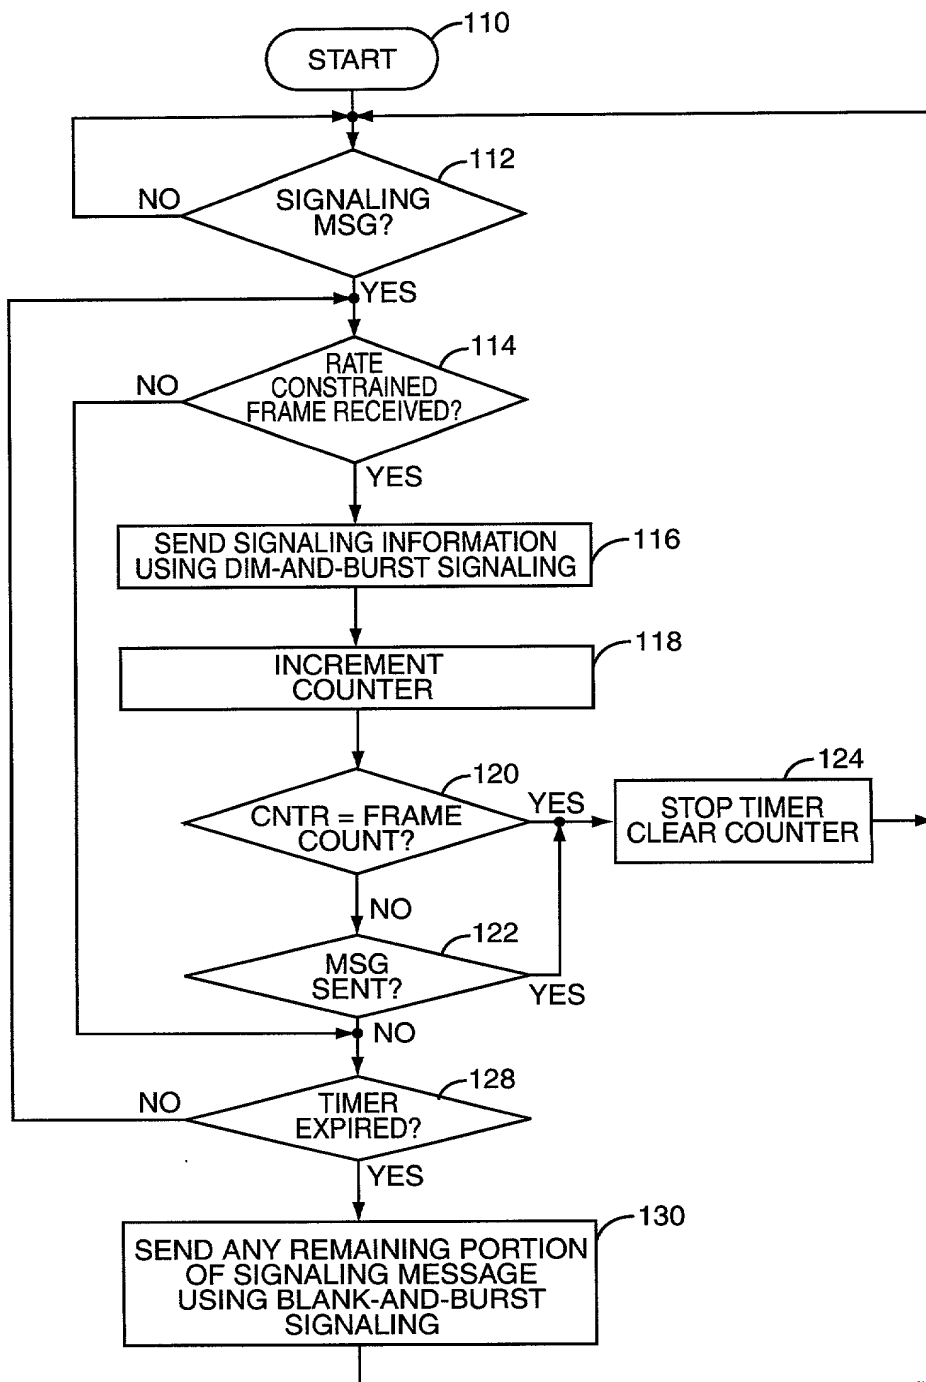 110
START
112
SIGNALING
MSG?
NO
YES
114
RATE
CONSTRAINED
FRAME RECEIVED?
NO
YES
116
SEND SIGNALING INFORMATION
USING DIM-AND-BURST SIGNALING
118
INCREMENT
COUNTER
120
CNTR = FRAME
COUNT?
YES
124
STOP TIMER
CLEAR COUNTER
NO
122
MSG
SENT?
YES
NO
128
TIMER
EXPIRED?
NO
YES
130
SEND ANY REMAINING PORTION
OF SIGNALING MESSAGE
USING BLANK-AND-BURST
SIGNALING